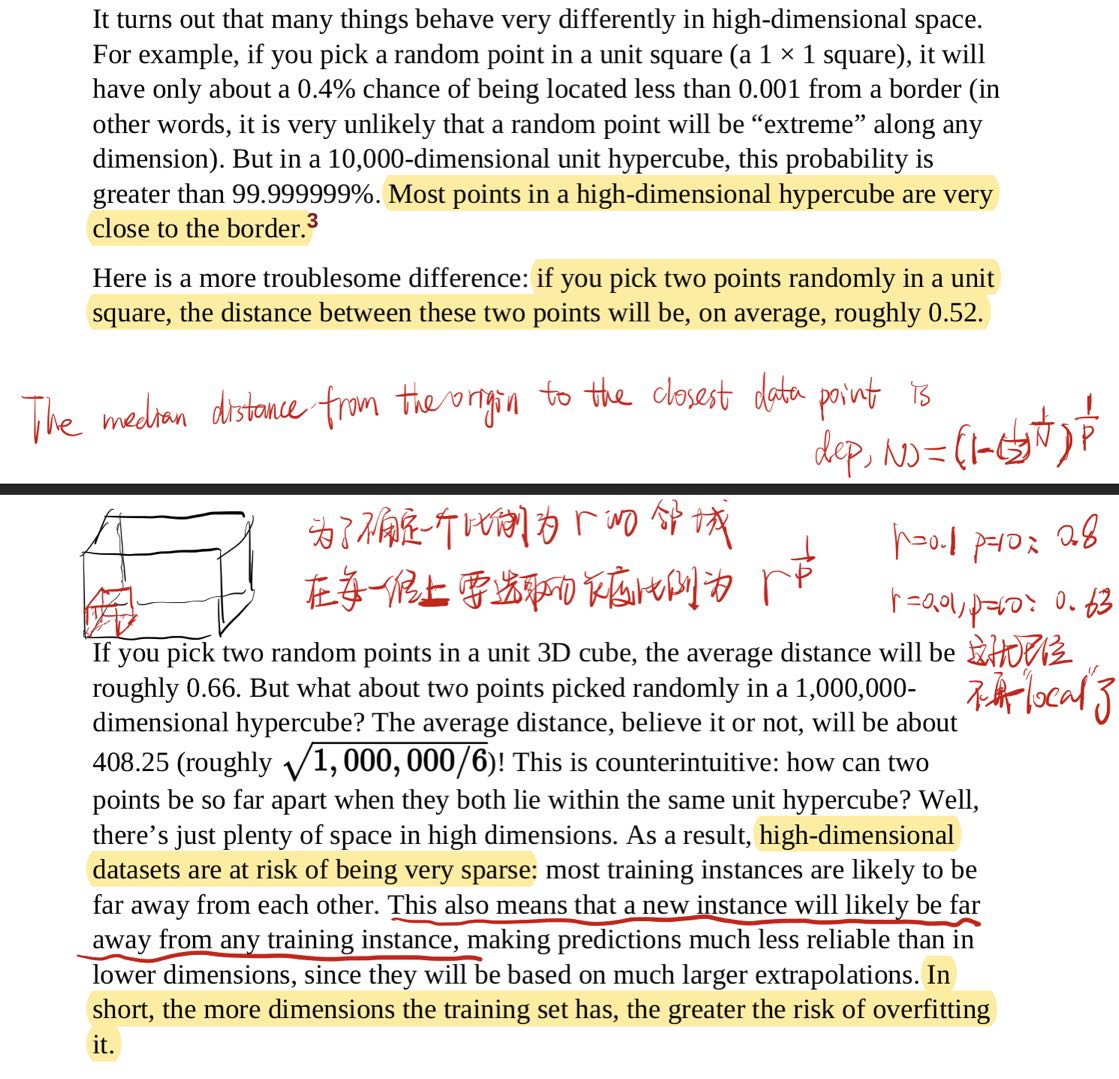 It turns out that many things behave very differently in high-dimensional space.
For example, if you pick a random point in a unit square (a 1 × 1 square), it will
have only about a 0.4% chance of being located less than 0.001 from a border (in
other words, it is very unlikely that a random point will be “extreme” along any
dimension). But in a 10,000-dimensional unit hypercube, this probability is
greater than 99.999999%. Most points in a high-dimensional hypercube are very
close to the border.3
Here is a more troublesome difference: if you pick two points randomly in a unit
square, the distance between these two points will be, on average, roughly 0.52.
The median distance from the origin to the closest data point is
d(p, N) = (1-(1/2)^(1/N))^(1/p)
为了确定一个比例为 r 的 邻域
在每一维上要选取的长度比例为 r^(1/p)
r=0.1 p=10: 0.8
r=0.01, p=10: 0.63
这就已经
不算"local"了
If you pick two random points in a unit 3D cube, the average distance will be
roughly 0.66. But what about two points picked randomly in a 1,000,000-
dimensional hypercube? The average distance, believe it or not, will be about
408.25 (roughly √1,000,000/6)! This is counterintuitive: how can two
points be so far apart when they both lie within the same unit hypercube? Well,
there’s just plenty of space in high dimensions. As a result, high-dimensional
datasets are at risk of being very sparse: most training instances are likely to be
far away from each other. This also means that a new instance will likely be far
away from any training instance, making predictions much less reliable than in
lower dimensions, since they will be based on much larger extrapolations. In
short, the more dimensions the training set has, the greater the risk of overfitting
it.